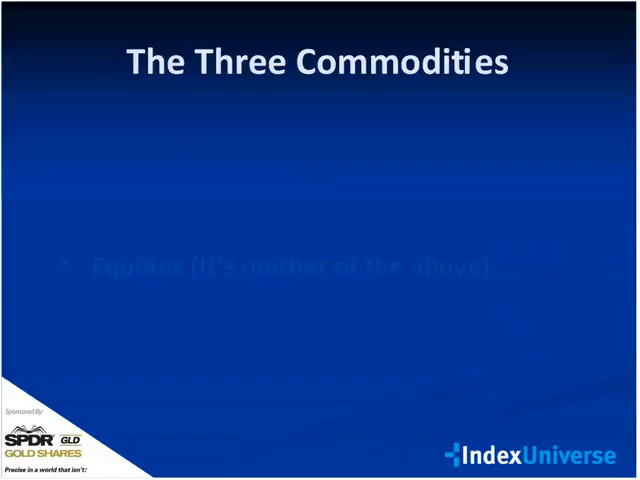 The Three Commodities
• Equities (It's neither of the above)
Sponsored By:
SPDR GLD
GOLD SHARES
Precise in a world that isn't:
IndexUniverse